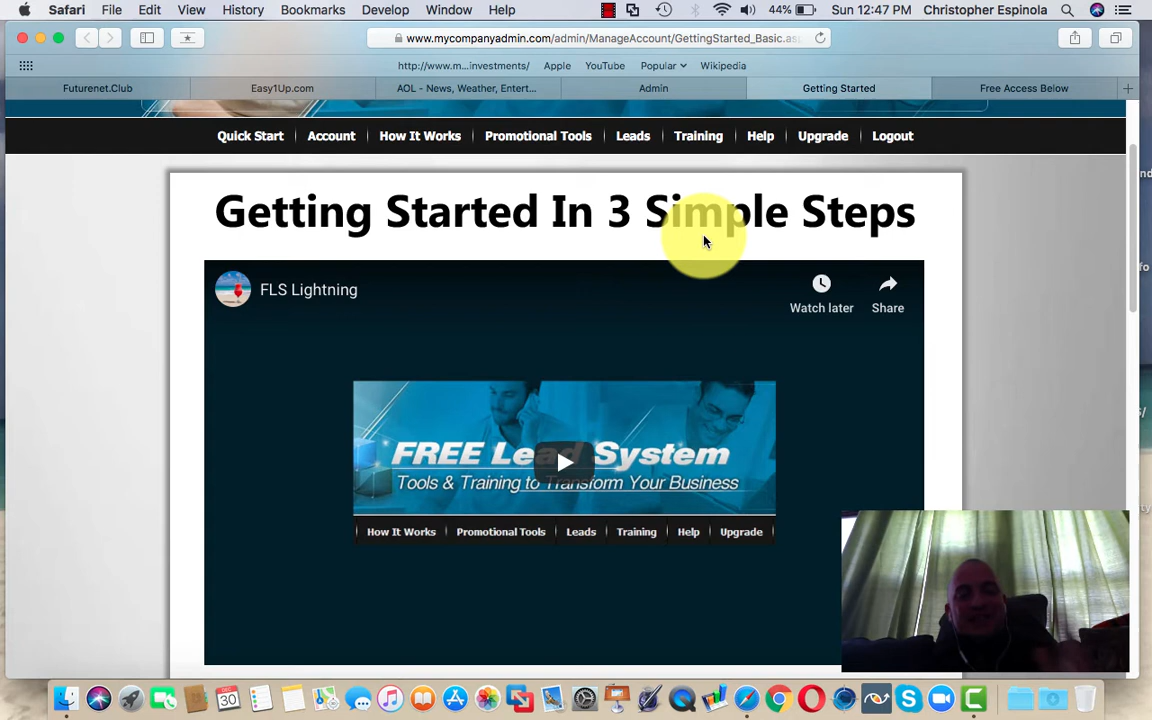 Safari File Edit View History Bookmarks Develop Window Help 44% Sun 12:47 PM Christopher Espinola
www.mycompanyadmin.com/admin/ManageAccount/GettingStarted_Basic.as
http://www.m...investments/ Apple YouTube Popular Wikipedia
Futurenet.Club Easy1Up.com AOL - News, Weather, Entert... Admin Getting Started Free Access Below
Quick Start Account How It Works Promotional Tools Leads Training Help Upgrade Logout
Getting Started In 3 Simple Steps
FLS Lightning
Watch later Share
FREE Lead System
Tools & Training to Transform Your Business
How It Works Promotional Tools Leads Training Help Upgrade
DEC
30